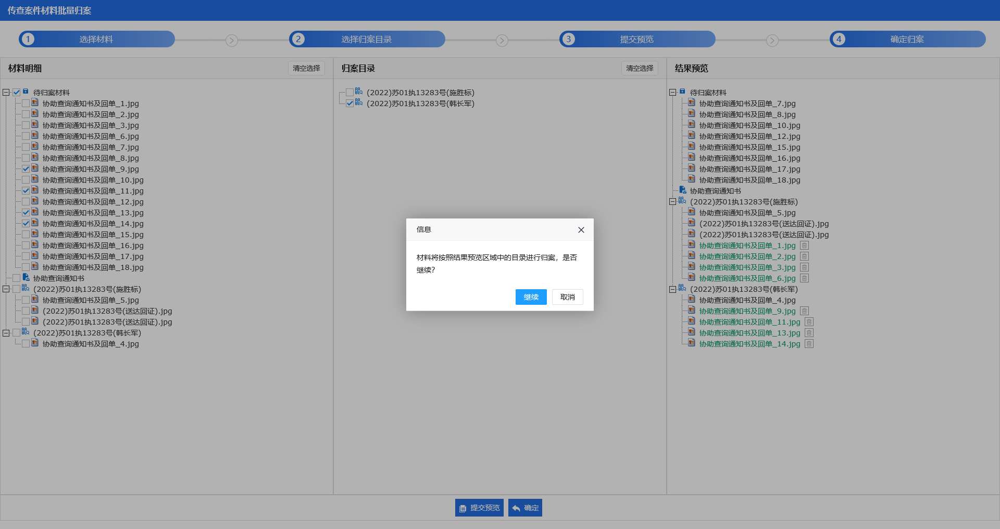 传查案件材料批量归案
1 选择材料
2 选择归案目录
3 提交预览
4 确定归案
材料明细 清空选择
待归案材料
协助查询通知书及回单_1.jpg
协助查询通知书及回单_2.jpg
协助查询通知书及回单_3.jpg
协助查询通知书及回单_6.jpg
协助查询通知书及回单_7.jpg
协助查询通知书及回单_8.jpg
协助查询通知书及回单_9.jpg
协助查询通知书及回单_10.jpg
协助查询通知书及回单_11.jpg
协助查询通知书及回单_12.jpg
协助查询通知书及回单_13.jpg
协助查询通知书及回单_14.jpg
协助查询通知书及回单_15.jpg
协助查询通知书及回单_16.jpg
协助查询通知书及回单_17.jpg
协助查询通知书及回单_18.jpg
协助查询通知书
(2022)苏01执13283号(施胜标)
协助查询通知书及回单_5.jpg
(2022)苏01执13283号(送达回证).jpg
(2022)苏01执13283号(送达回证).jpg
(2022)苏01执13283号(韩长军)
协助查询通知书及回单_4.jpg
归案目录 清空选择
(2022)苏01执13283号(施胜标)
(2022)苏01执13283号(韩长军)
结果预览
待归案材料
协助查询通知书及回单_7.jpg
协助查询通知书及回单_8.jpg
协助查询通知书及回单_10.jpg
协助查询通知书及回单_12.jpg
协助查询通知书及回单_15.jpg
协助查询通知书及回单_16.jpg
协助查询通知书及回单_17.jpg
协助查询通知书及回单_18.jpg
协助查询通知书
(2022)苏01执13283号(施胜标)
协助查询通知书及回单_5.jpg
(2022)苏01执13283号(送达回证).jpg
(2022)苏01执13283号(送达回证).jpg
协助查询通知书及回单_1.jpg
协助查询通知书及回单_2.jpg
协助查询通知书及回单_3.jpg
协助查询通知书及回单_6.jpg
(2022)苏01执13283号(韩长军)
协助查询通知书及回单_4.jpg
协助查询通知书及回单_9.jpg
协助查询通知书及回单_11.jpg
协助查询通知书及回单_13.jpg
协助查询通知书及回单_14.jpg
信息
材料将按照结果预览区域中的目录进行归案，是否
继续?
继续 取消
提交预览 确定